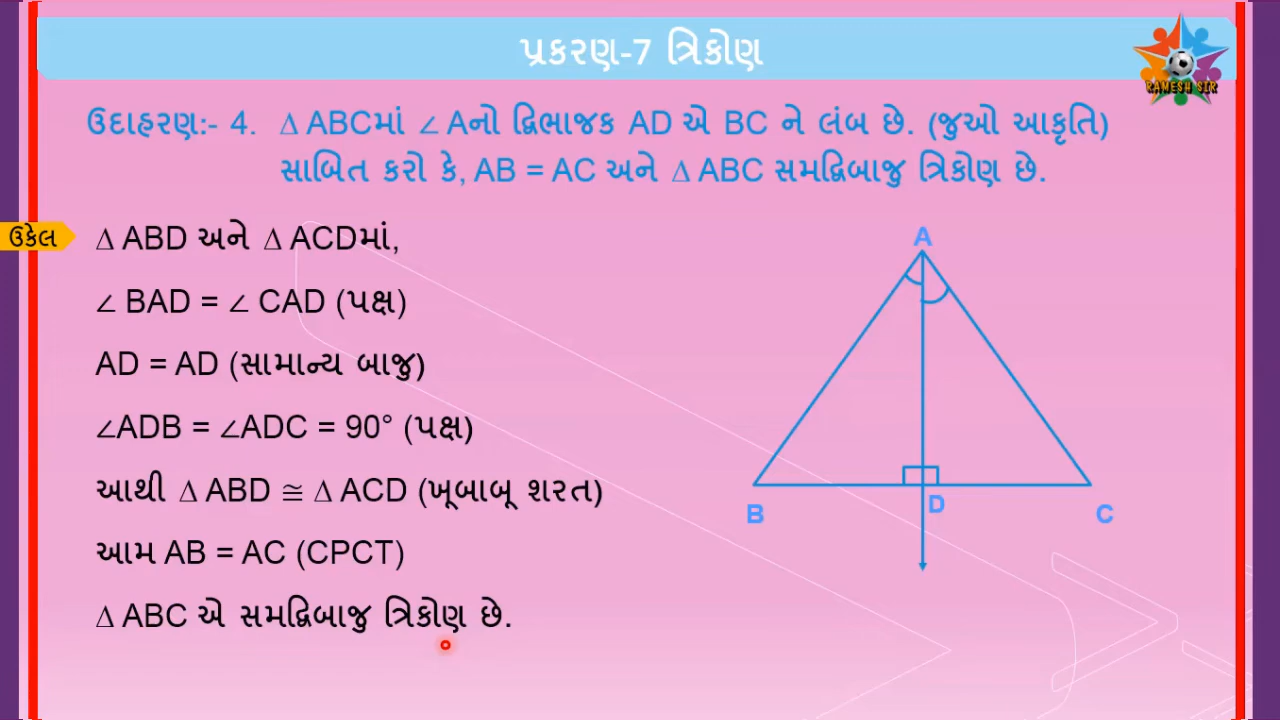 પ્રકરણ-7 ત્રિકોણ
RAMESH SIR
ઉદાહરણ:- 4. ∆ ABCમાં ∠ Aનો દ્વિભાજક AD એ BC ને લંબ છે. (જુઓ આકૃતિ)
સાબિત કરો કે, AB = AC અને ∆ ABC સમદ્વિબાજુ ત્રિકોણ છે.
ઉકેલ
∆ ABD અને ∆ ACDમાં,
∠ BAD = ∠ CAD (પક્ષ)
AD = AD (સામાન્ય બાજુ)
∠ADB = ∠ADC = 90° (પક્ષ)
આથી ∆ ABD ≅ ∆ ACD (ખૂબાબૂ શરત)
આમ AB = AC (CPCT)
∆ ABC એ સમદ્વિબાજુ ત્રિકોણ છે.
A
B
D
C